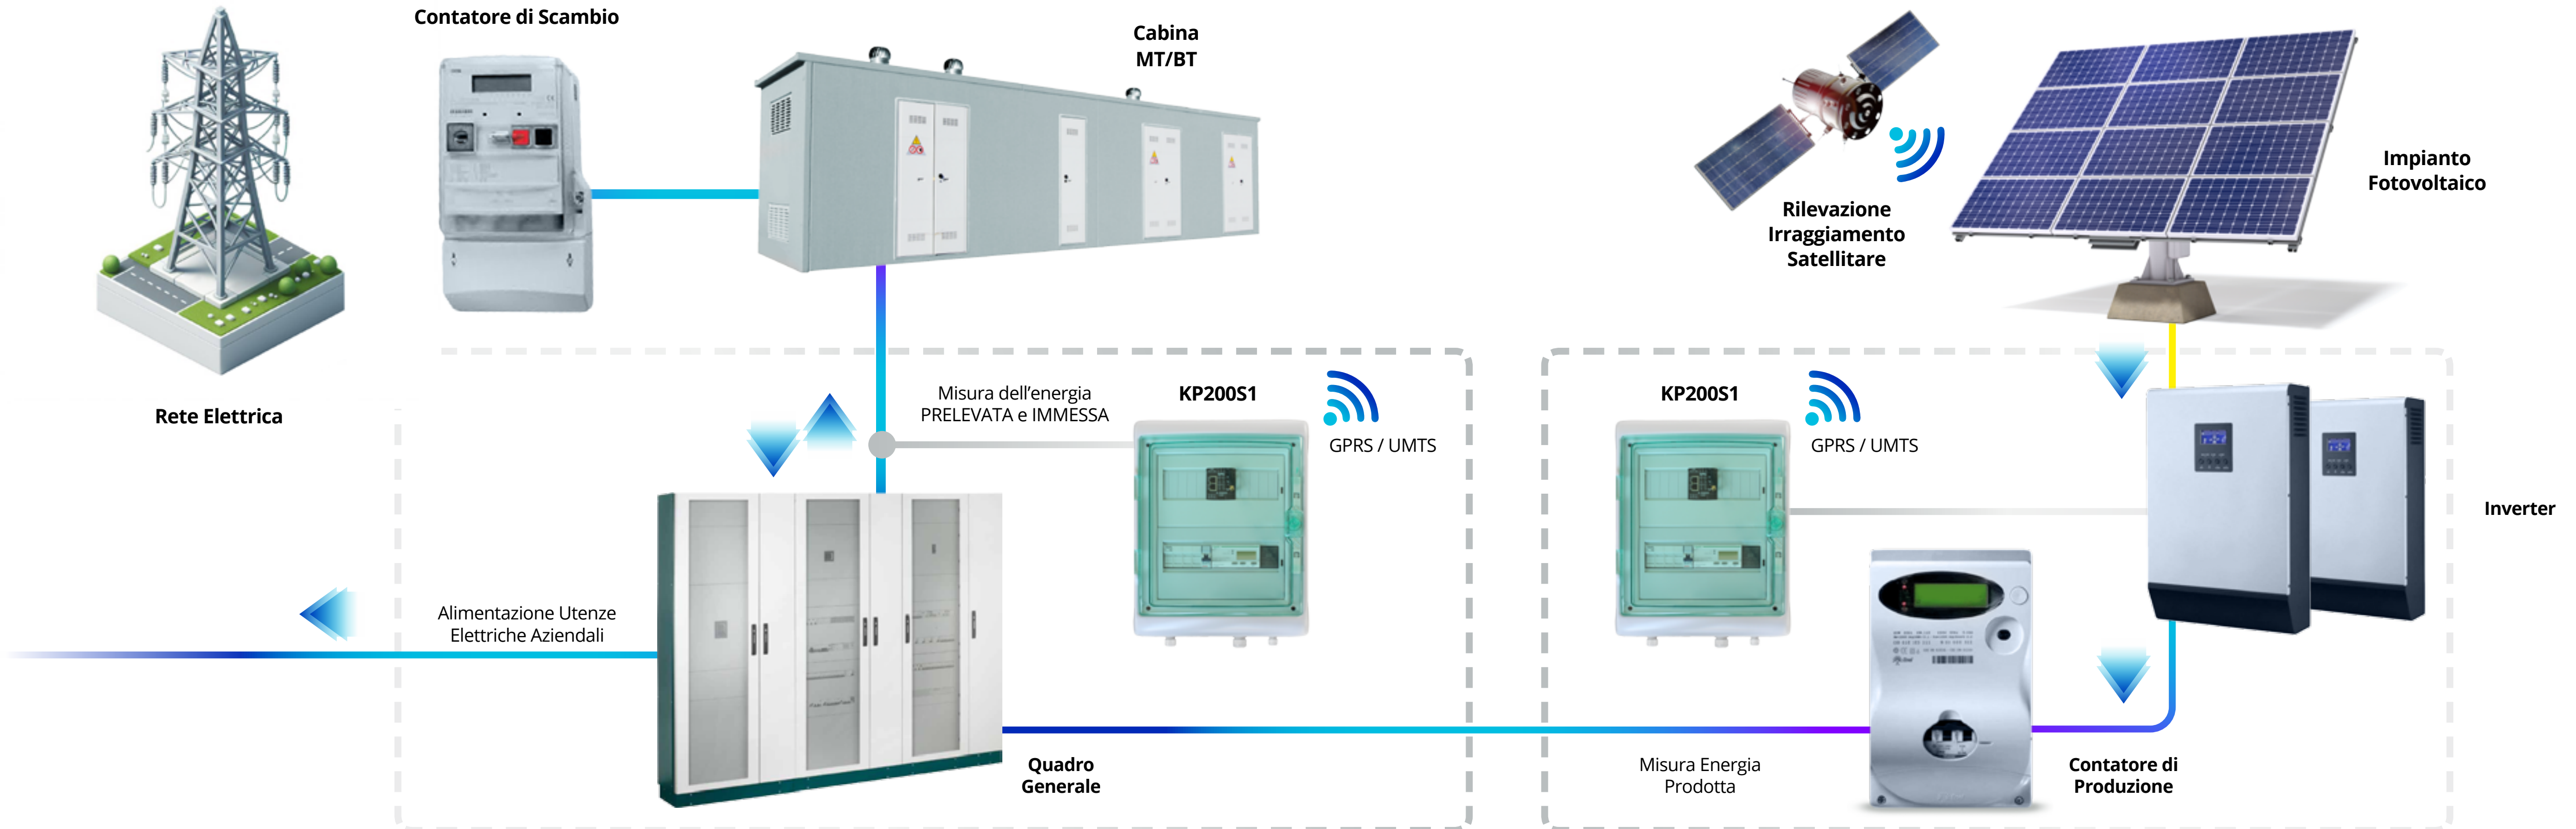 Contatore di Scambio
Cabina
MT/BT
Rilevazione
Irraggiamento
Satellitare
Impianto
Fotovoltaico
Rete Elettrica
Misura dell’energia
PRELEVATA e IMMESSA
KP200S1
GPRS / UMTS
KP200S1
GPRS / UMTS
Inverter
Alimentazione Utenze
Elettriche Aziendali
Quadro
Generale
Misura Energia
Prodotta
Contatore di
Produzione